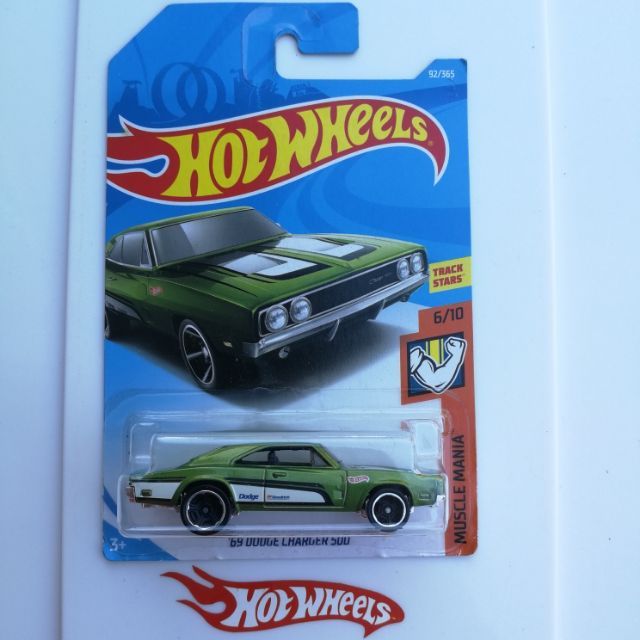 92/365
HOT WHEELS
TRACK
STARS
6/10
MUSCLE MANIA
Dodge
3+
'69 DODGE CHARGER 500
HOT WHEELS